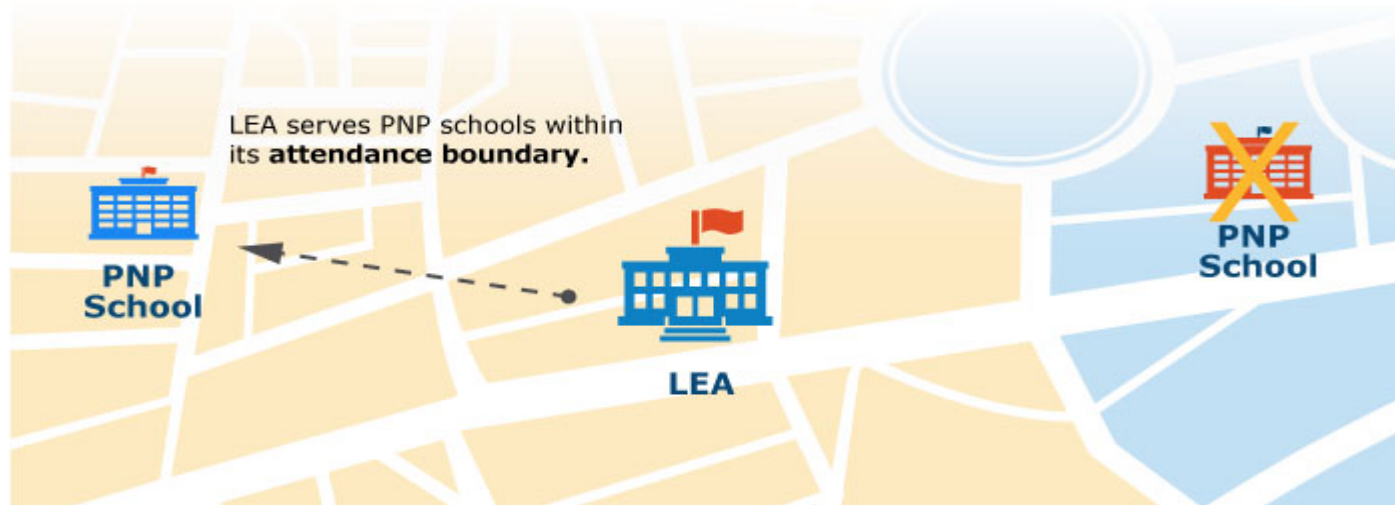 LEA serves PNP schools within
its attendance boundary.
PNP
School
LEA
PNP
School